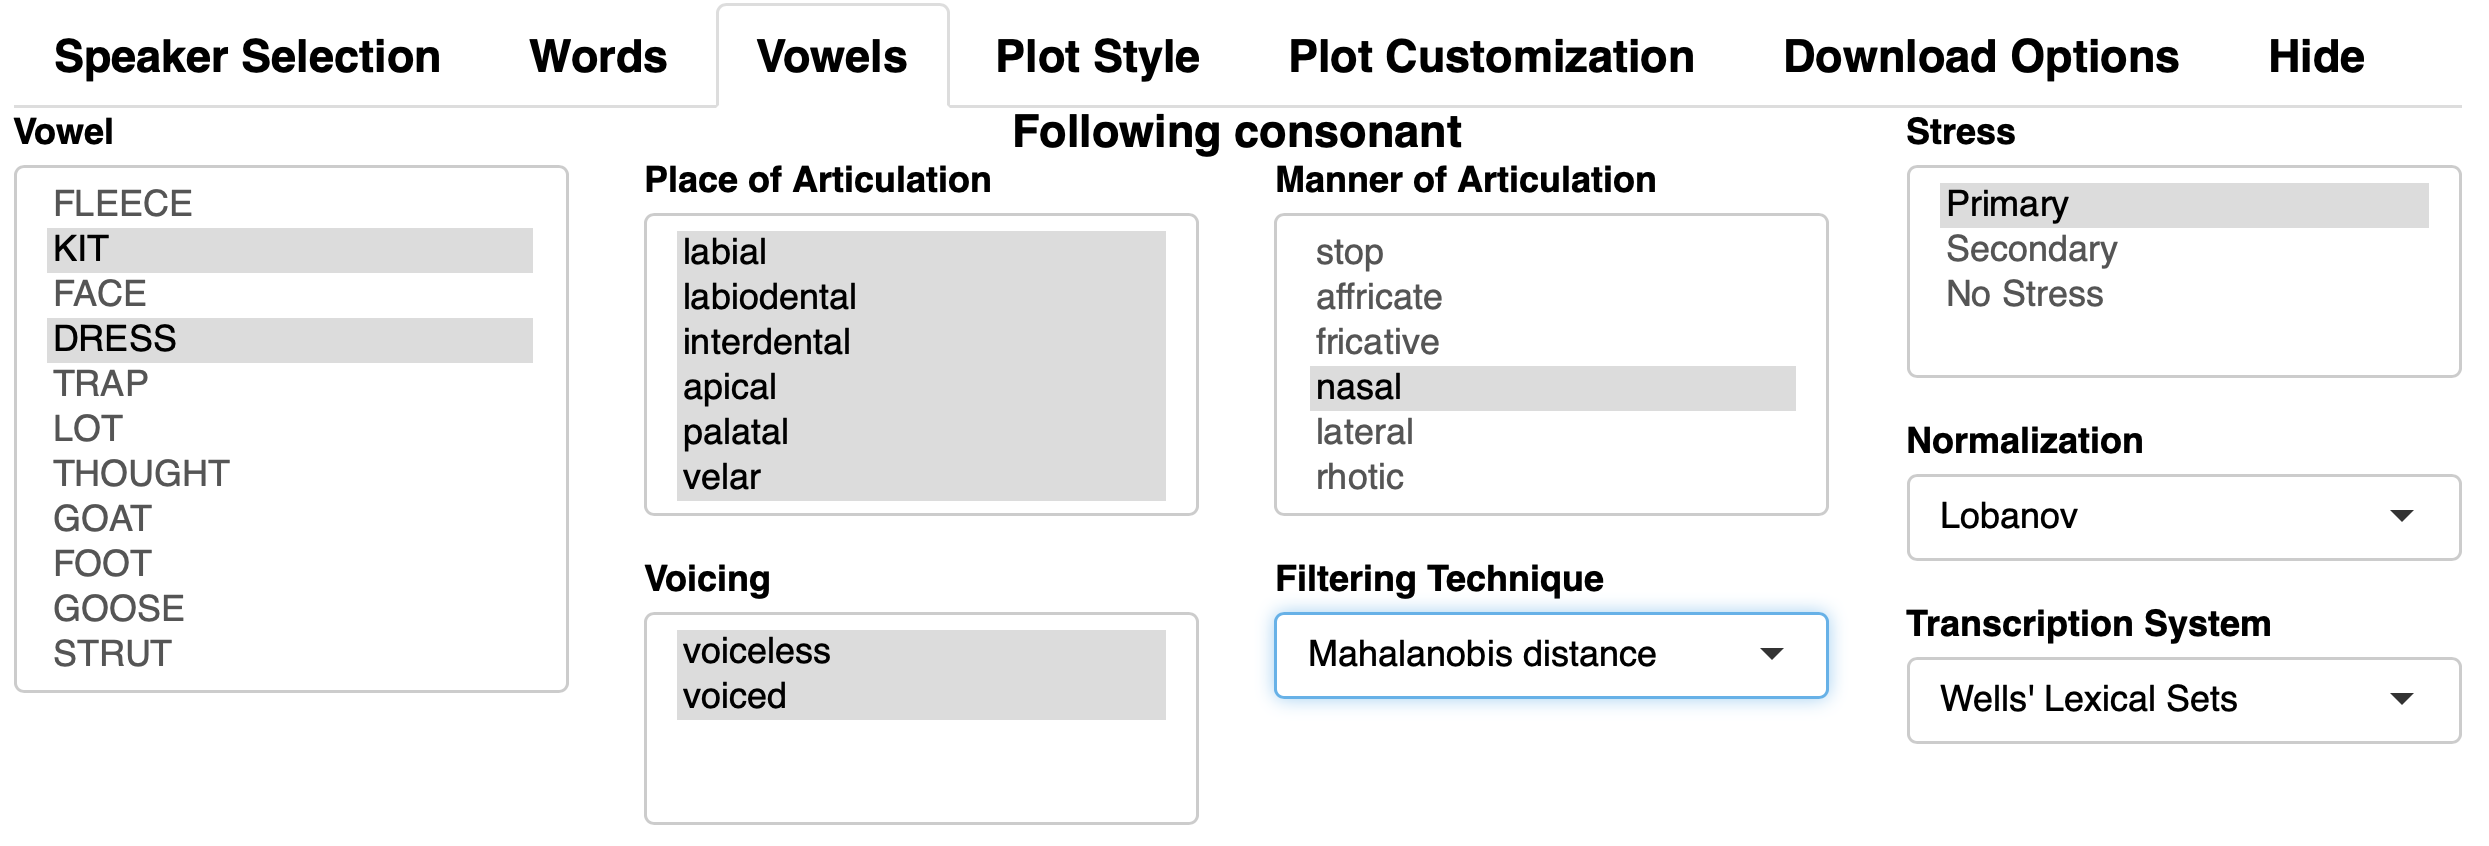 Speaker Selection Words Vowels Plot Style Plot Customization Download Options Hide
Vowel
FLEECE
KIT
FACE
DRESS
TRAP
LOT
THOUGHT
GOAT
FOOT
GOOSE
STRUT
Following consonant
Place of Articulation
labial
labiodental
interdental
apical
palatal
velar
Voicing
voiceless
voiced
Manner of Articulation
stop
affricate
fricative
nasal
lateral
rhotic
Filtering Technique
Mahalanobis distance
Stress
Primary
Secondary
No Stress
Normalization
Lobanov
Transcription System
Wells' Lexical Sets